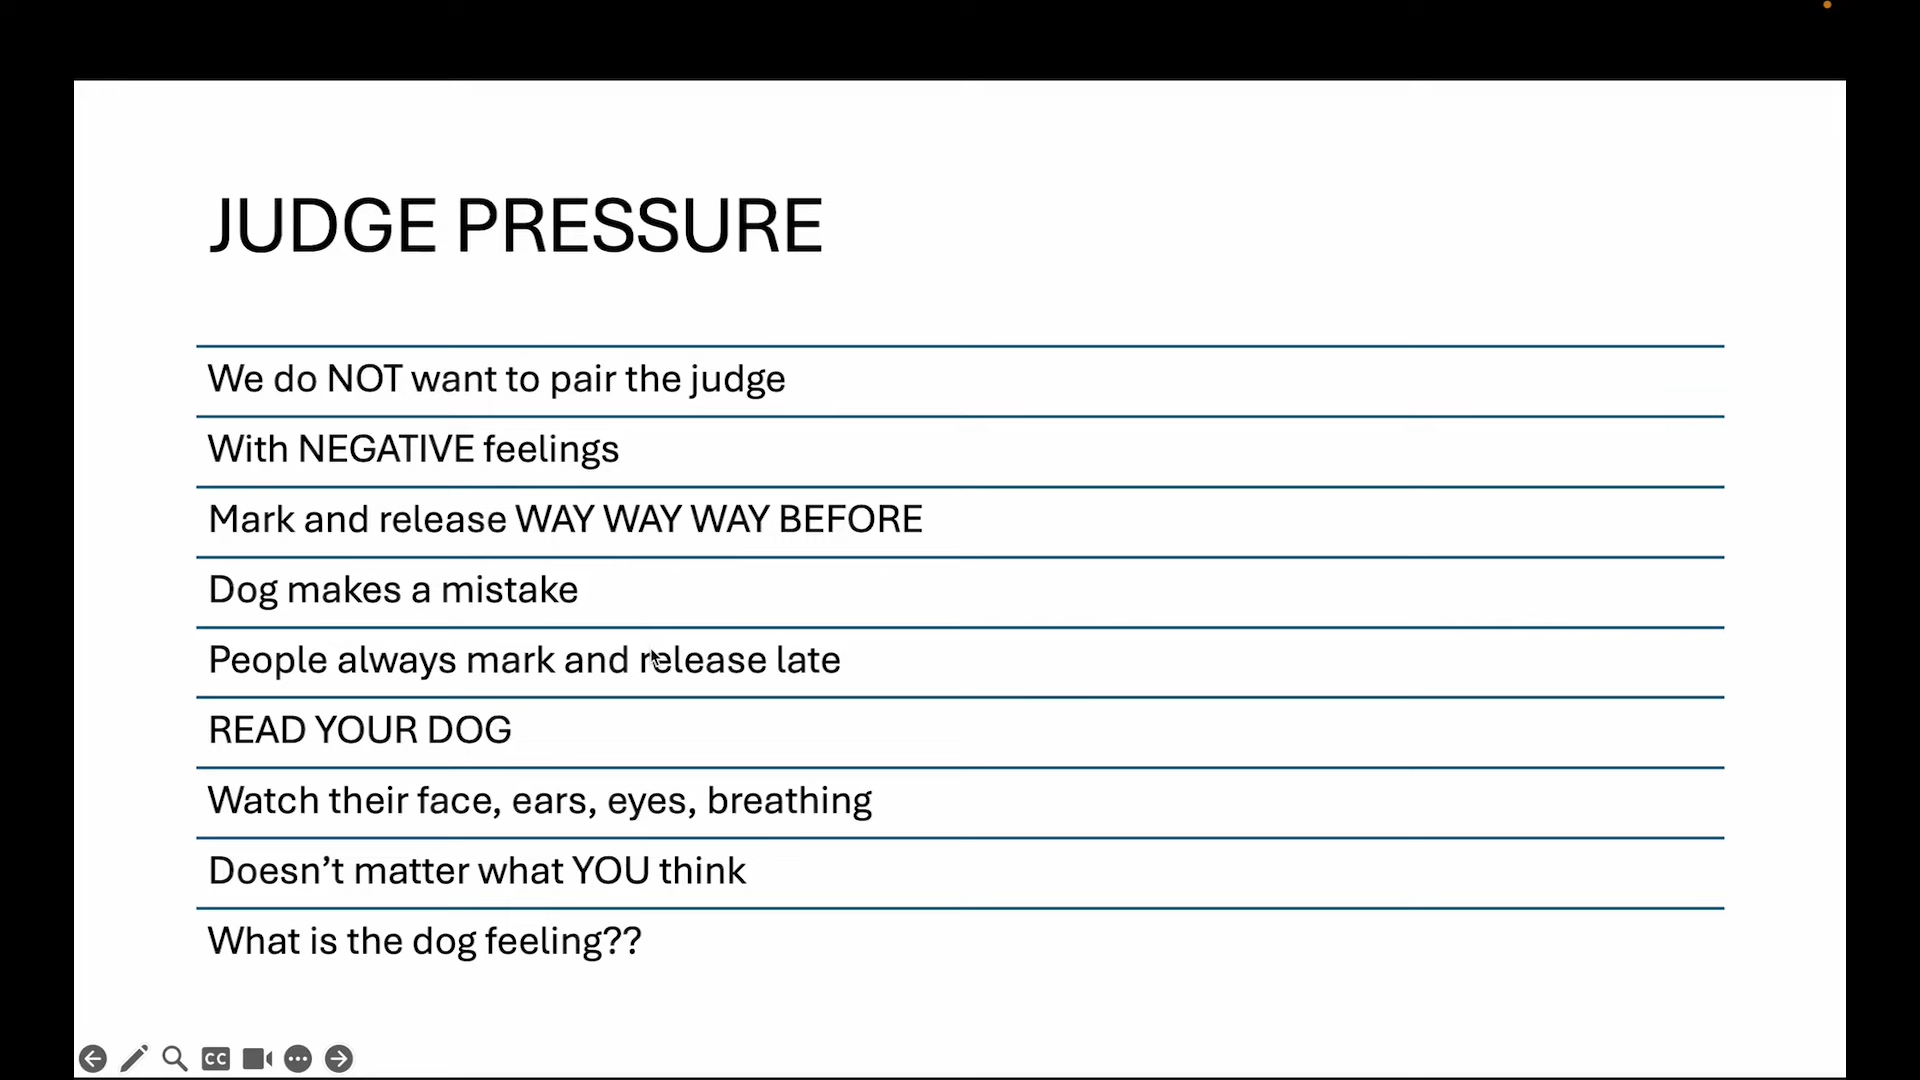 JUDGE PRESSURE
We do NOT want to pair the judge
With NEGATIVE feelings
Mark and release WAY WAY WAY BEFORE
Dog makes a mistake
People always mark and release late
READ YOUR DOG
Watch their face, ears, eyes, breathing
Doesn’t matter what YOU think
What is the dog feeling??
CC